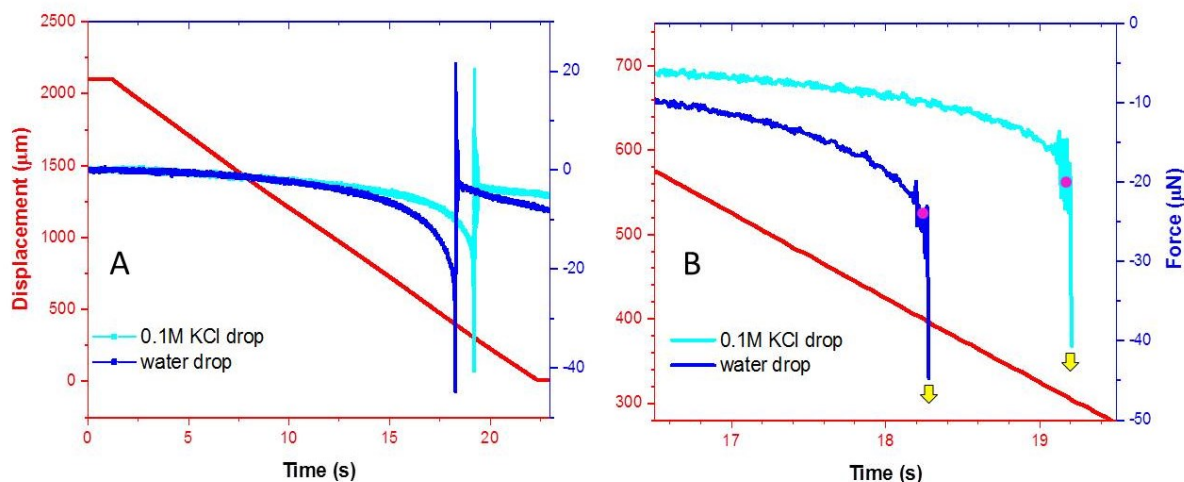 2500
2000
1500
1000
500
0
Displacement (μm)
20
0
-20
-40
A
0.1M KCl drop
water drop
0
5
10
15
20
Time (s)
700
600
500
400
300
0
-10
-20
-30
-40
-50
Force (μN)
B
0.1M KCl drop
water drop
17
18
19
Time (s)